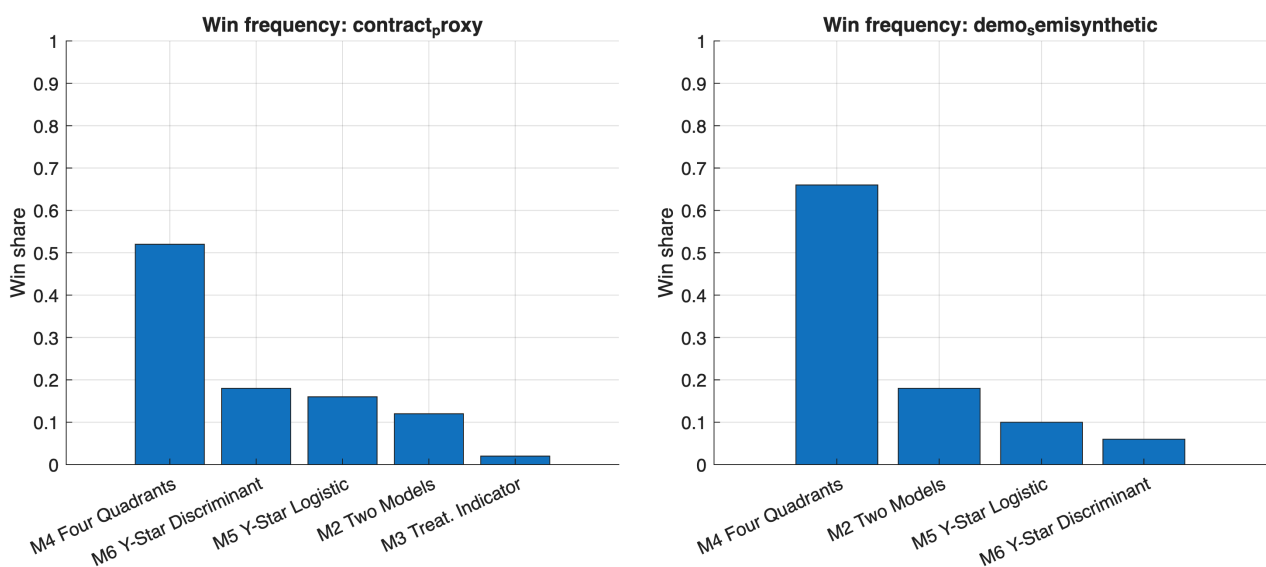 Win frequency: contractₚroxy
Win share
1
0.9
0.8
0.7
0.6
0.5
0.4
0.3
0.2
0.1
0
M4 Four Quadrants
M6 Y-Star Discriminant
M5 Y-Star Logistic
M2 Two Models
M3 Treat. Indicator
Win frequency: demoₛemisynthetic
Win share
1
0.9
0.8
0.7
0.6
0.5
0.4
0.3
0.2
0.1
0
M4 Four Quadrants
M2 Two Models
M5 Y-Star Logistic
M6 Y-Star Discriminant